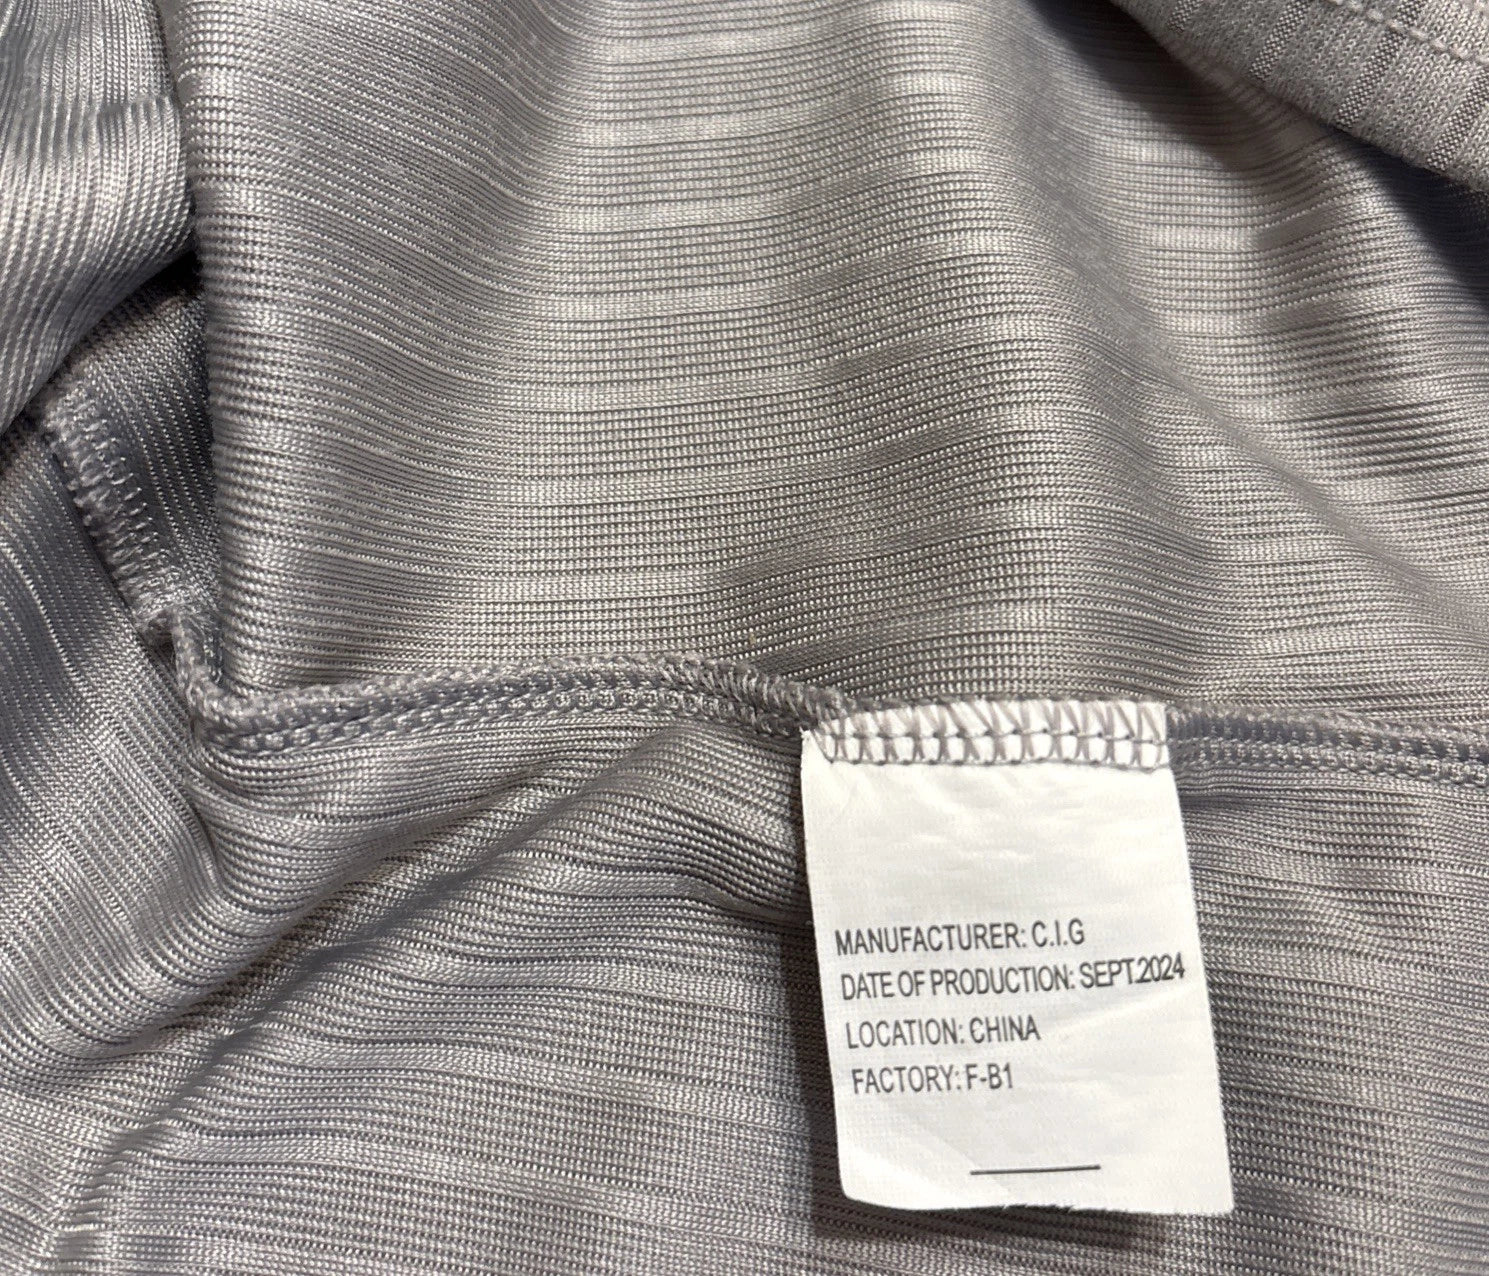 MANUFACTURER: C.I.G
DATE OF PRODUCTION: SEPT.2024
LOCATION: CHINA
FACTORY: F-B1